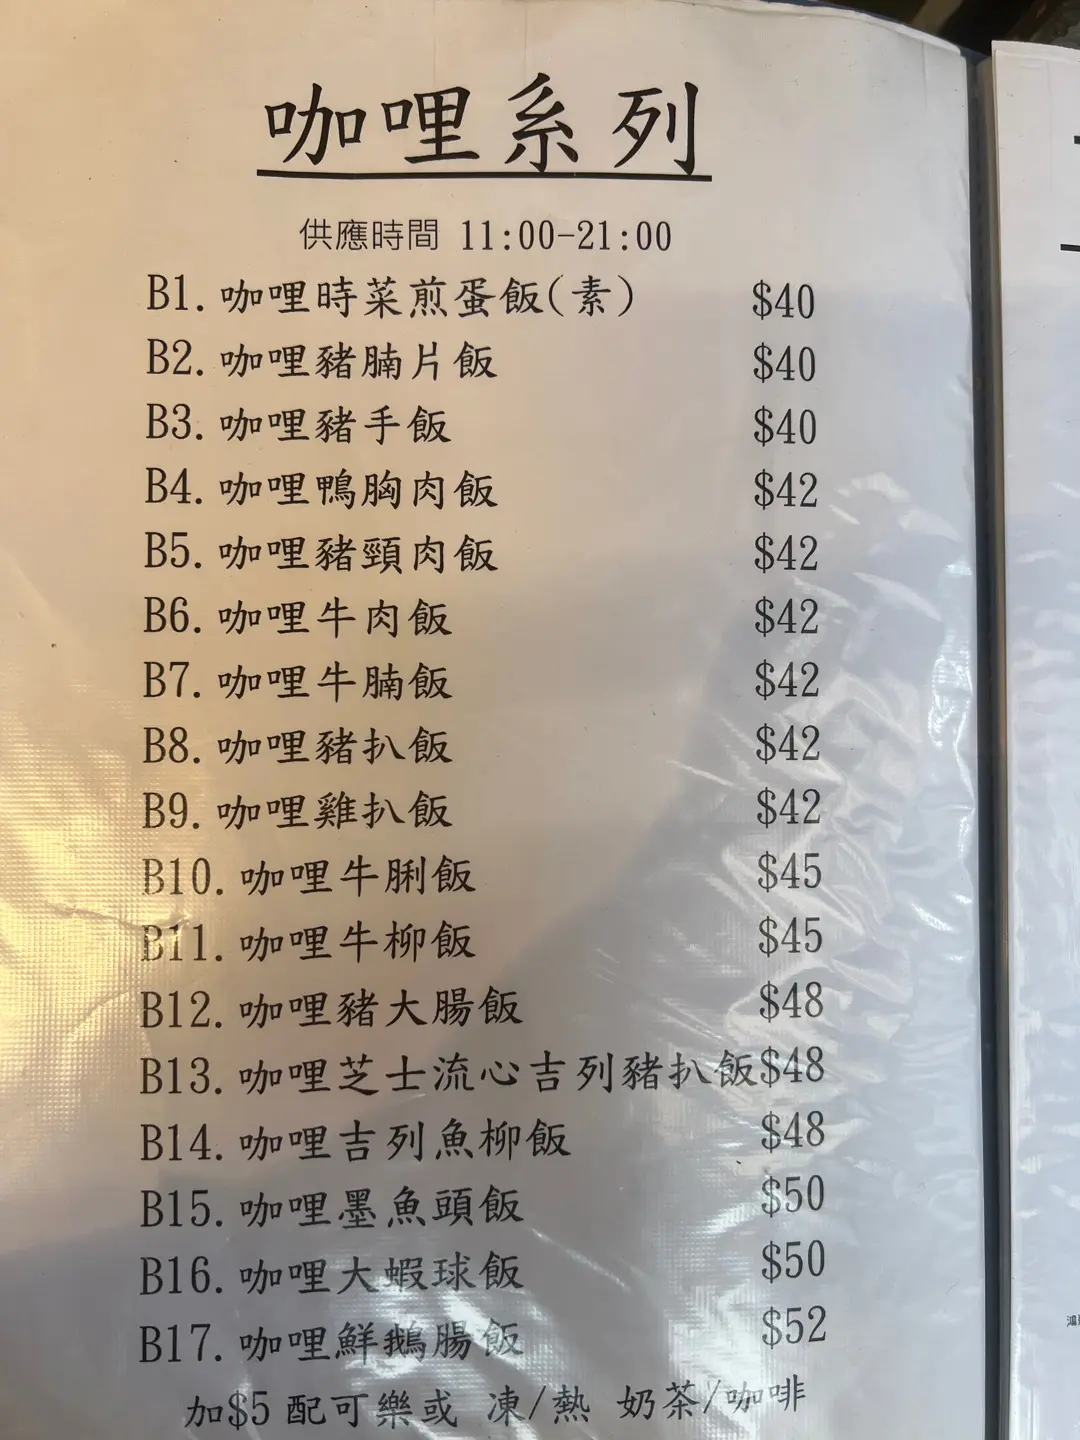 咖哩系列
供應時間 11:00-21:00
B1. 咖哩時菜煎蛋飯(素) $40
B2. 咖哩豬腩片飯 $40
B3. 咖哩豬手飯 $40
B4. 咖哩鴨胸肉飯 $42
B5. 咖哩豬頸肉飯 $42
B6. 咖哩牛肉飯 $42
B7. 咖哩牛腩飯 $42
B8. 咖哩豬扒飯 $42
B9. 咖哩雞扒飯 $42
B10. 咖哩牛脷飯 $45
B11. 咖哩牛柳飯 $45
B12. 咖哩豬大腸飯 $48
B13. 咖哩芝士流心吉列豬扒飯$48
B14. 咖哩吉列魚柳飯 $48
B15. 咖哩墨魚頭飯 $50
B16. 咖哩大蝦球飯 $50
B17. 咖哩鮮鵝腸飯 $52
加$5 配可樂或 凍/熱 奶茶/咖啡